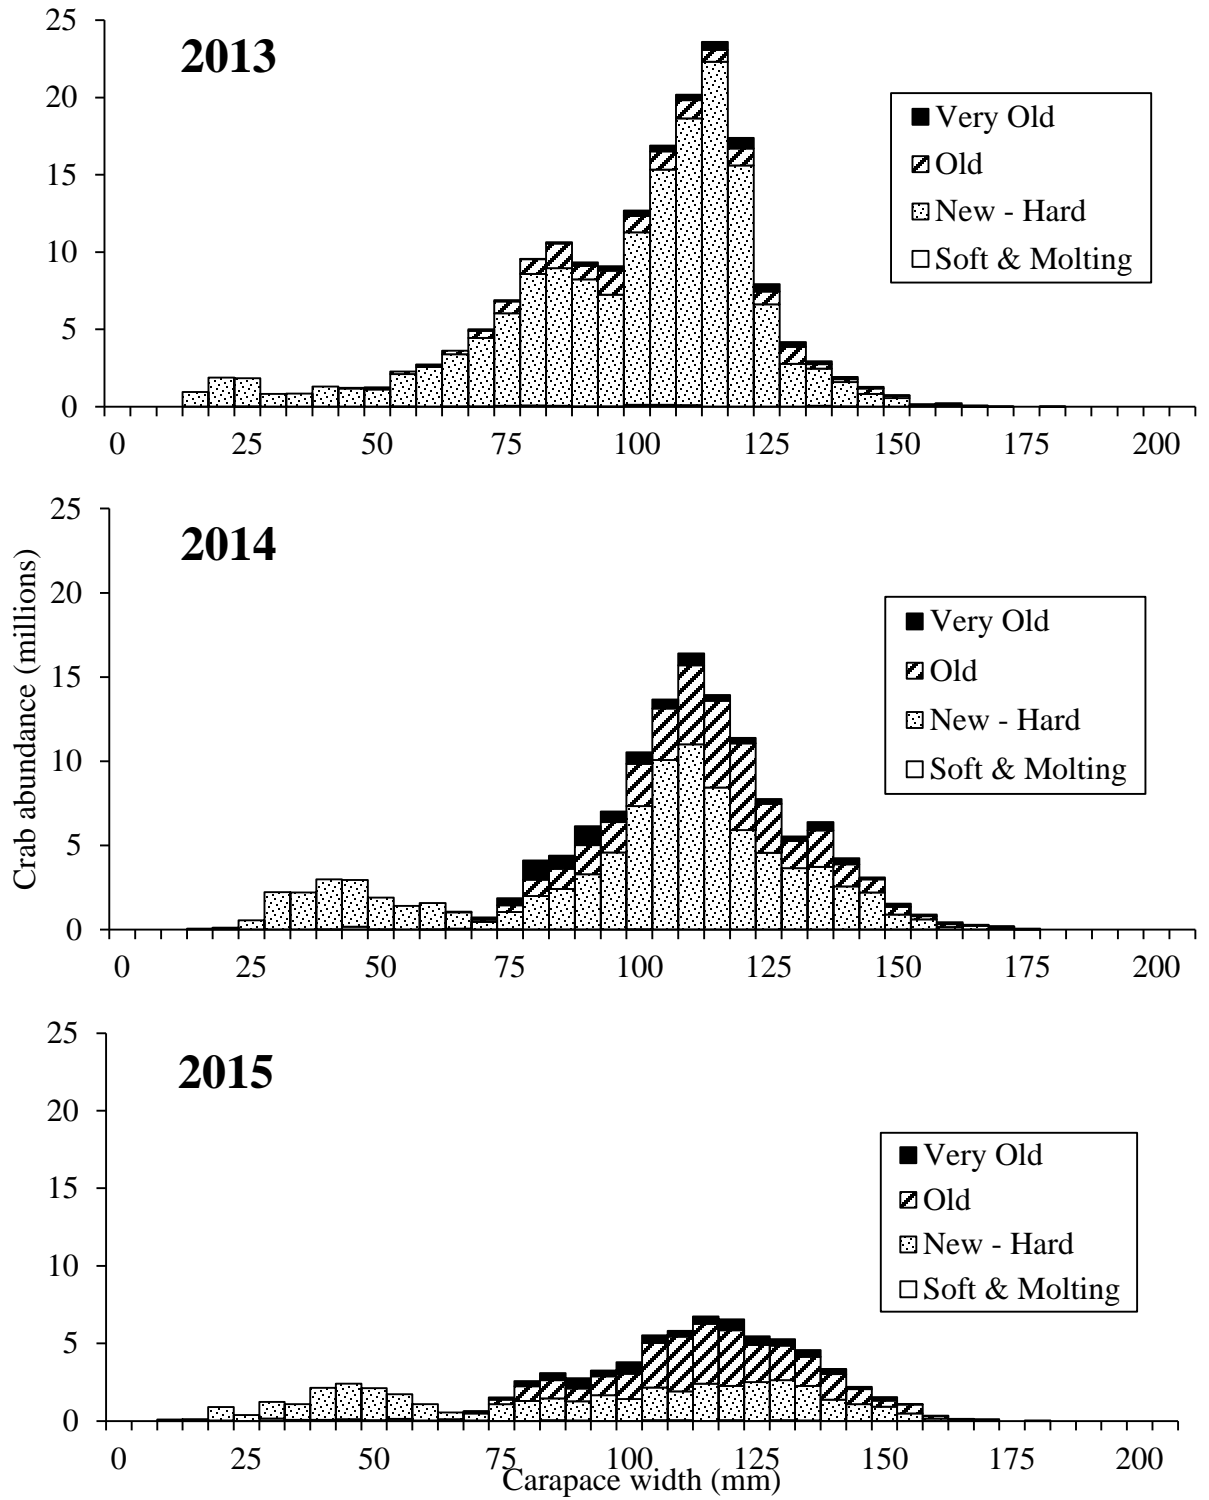 25
2013
20
15
10
5
0
Very Old
Old
New - Hard
Soft & Molting
0 25 50 75 100 125 150 175 200
Crab abundance (millions)
25
2014
20
15
10
5
0
Very Old
Old
New - Hard
Soft & Molting
0 25 50 75 100 125 150 175 200
25
2015
20
15
10
5
0
Very Old
Old
New - Hard
Soft & Molting
0 25 50 75 100 125 150 175 200
Carapace width (mm)